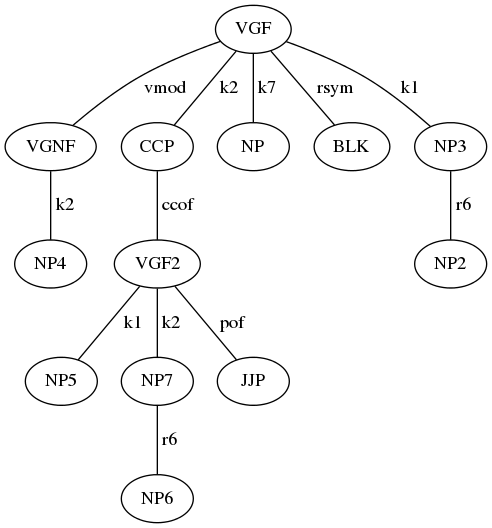 VGF
vmod k2 k7 rsym k1
VGNF CCP NP BLK NP3
k2 ccof r6
NP4 VGF2 NP2
k1 k2 pof
NP5 NP7 JJP
r6
NP6